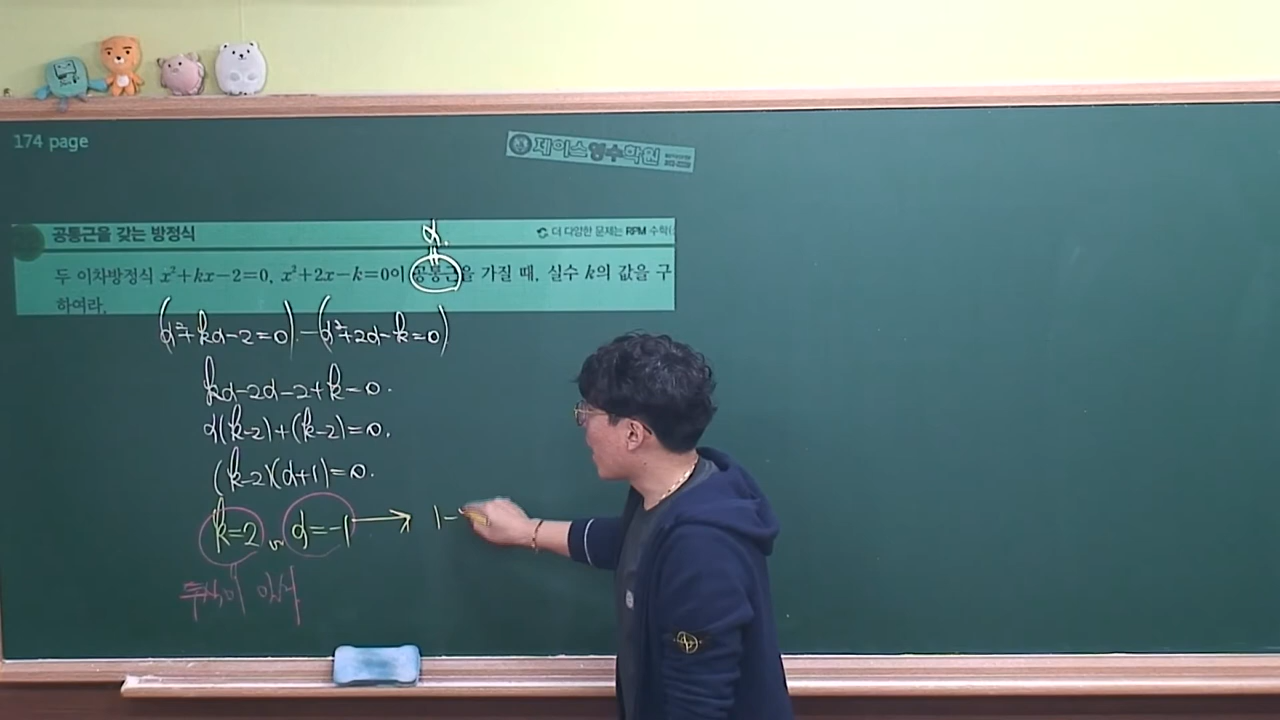 174 page
제이스영수학원
공통근을 갖는 방정식
더 다양한 문제는 RPM 수학(
α.
두 이차방정식 x²+kx−2=0, x²+2x−k=0이 공통근을 가질 때, 실수 k의 값을 구
하여라.
(α²+kα−2=0)−(α²+2α−k=0)
kα−2α−2+k=0.
α(k−2)+(k−2)=0.
(k−2)(α+1)=0.
k=2 or α=−1 → 1−
두식이